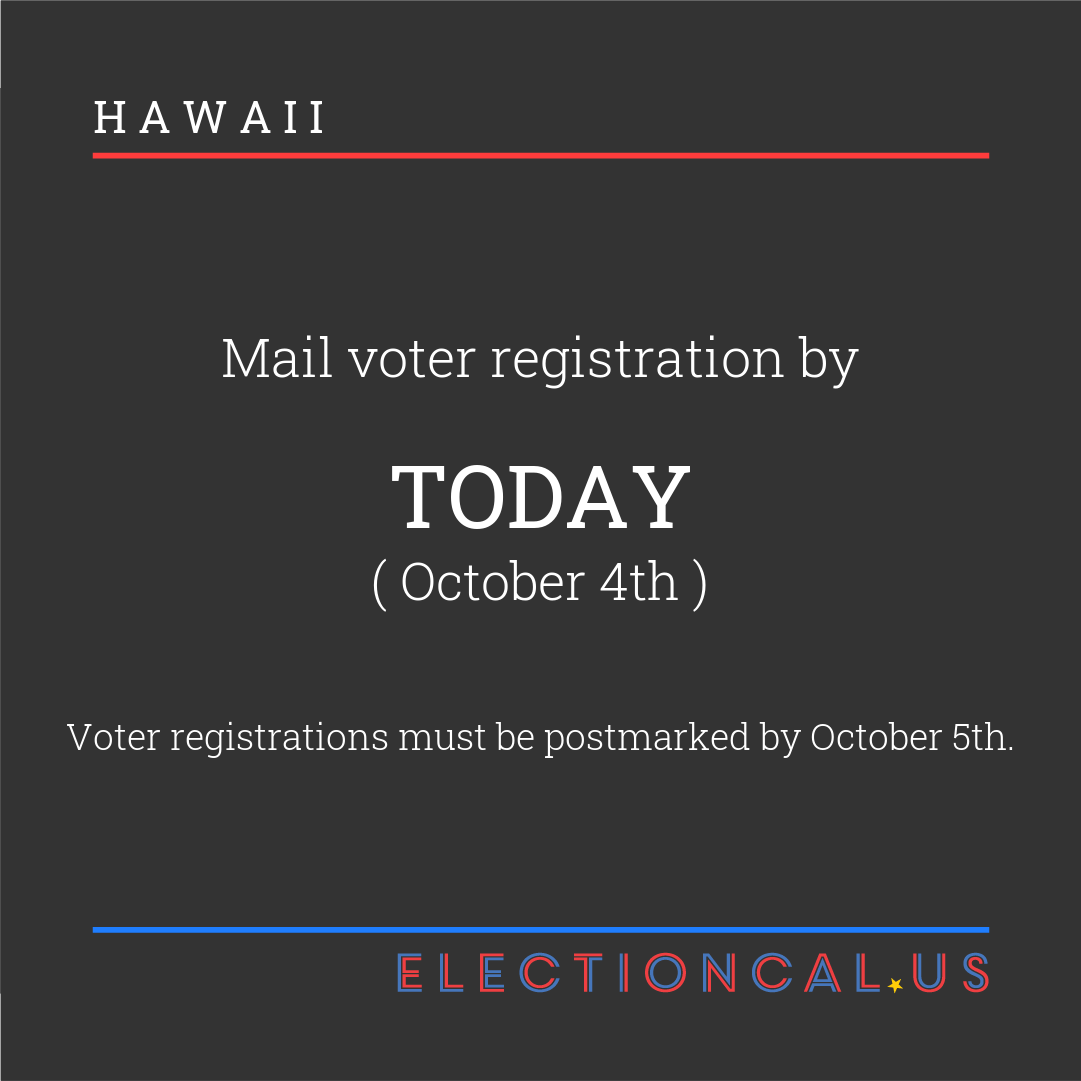 HAWAII
Mail voter registration by
TODAY
( October 4th )
Voter registrations must be postmarked by October 5th.
ELECTIONCAL.US